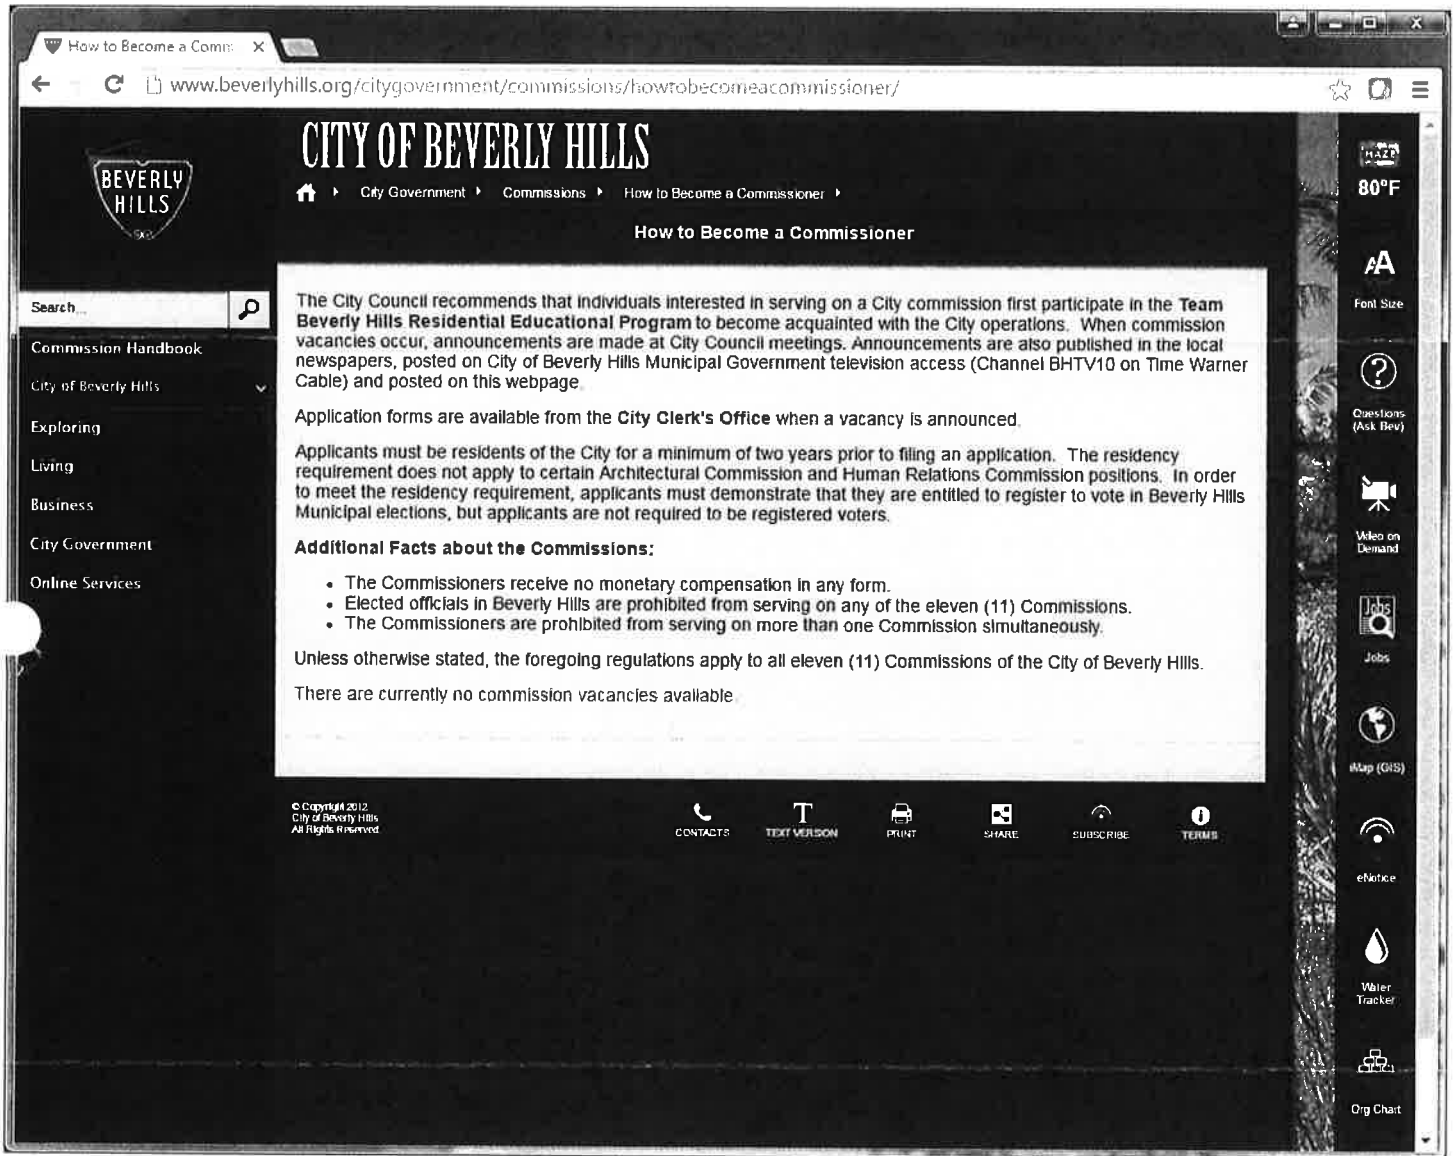 How to Become a Comm
www.beverlyhills.org/citygovernment/commissions/howtobecomeacommissioner/
BEVERLY
HILLS
CITY OF BEVERLY HILLS
City Government
Commissions
How to Become a Commissioner
How to Become a Commissioner
Search...
Commission Handbook
City of Beverly Hills
Exploring
Living
Business
City Government
Online Services
The City Council recommends that individuals interested in serving on a City commission first participate in the Team
Beverly Hills Residential Educational Program to become acquainted with the City operations. When commission
vacancies occur, announcements are made at City Council meetings. Announcements are also published in the local
newspapers, posted on City of Beverly Hills Municipal Government television access (Channel BHTV10 on Time Warner
Cable) and posted on this webpage.
Application forms are available from the City Clerk's Office when a vacancy is announced.
Applicants must be residents of the City for a minimum of two years prior to filing an application. The residency
requirement does not apply to certain Architectural Commission and Human Relations Commission positions. In order
to meet the residency requirement, applicants must demonstrate that they are entitled to register to vote in Beverly Hills
Municipal elections, but applicants are not required to be registered voters.
Additional Facts about the Commissions:
• The Commissioners receive no monetary compensation in any form.
• Elected officials in Beverly Hills are prohibited from serving on any of the eleven (11) Commissions.
• The Commissioners are prohibited from serving on more than one Commission simultaneously.
Unless otherwise stated, the foregoing regulations apply to all eleven (11) Commissions of the City of Beverly Hills.
There are currently no commission vacancies available.
© Copyright 2012
City of Beverly Hills
All Rights Reserved.
CONTACTS
TEXT VERSION
PRINT
SHARE
SUBSCRIBE
TERMS
HAZE
80°F
AA
Font Size
Questions
(Ask Bev)
Video on
Demand
Jobs
Jobs
iMap (GIS)
eNotice
Water
Tracker
Org Chart